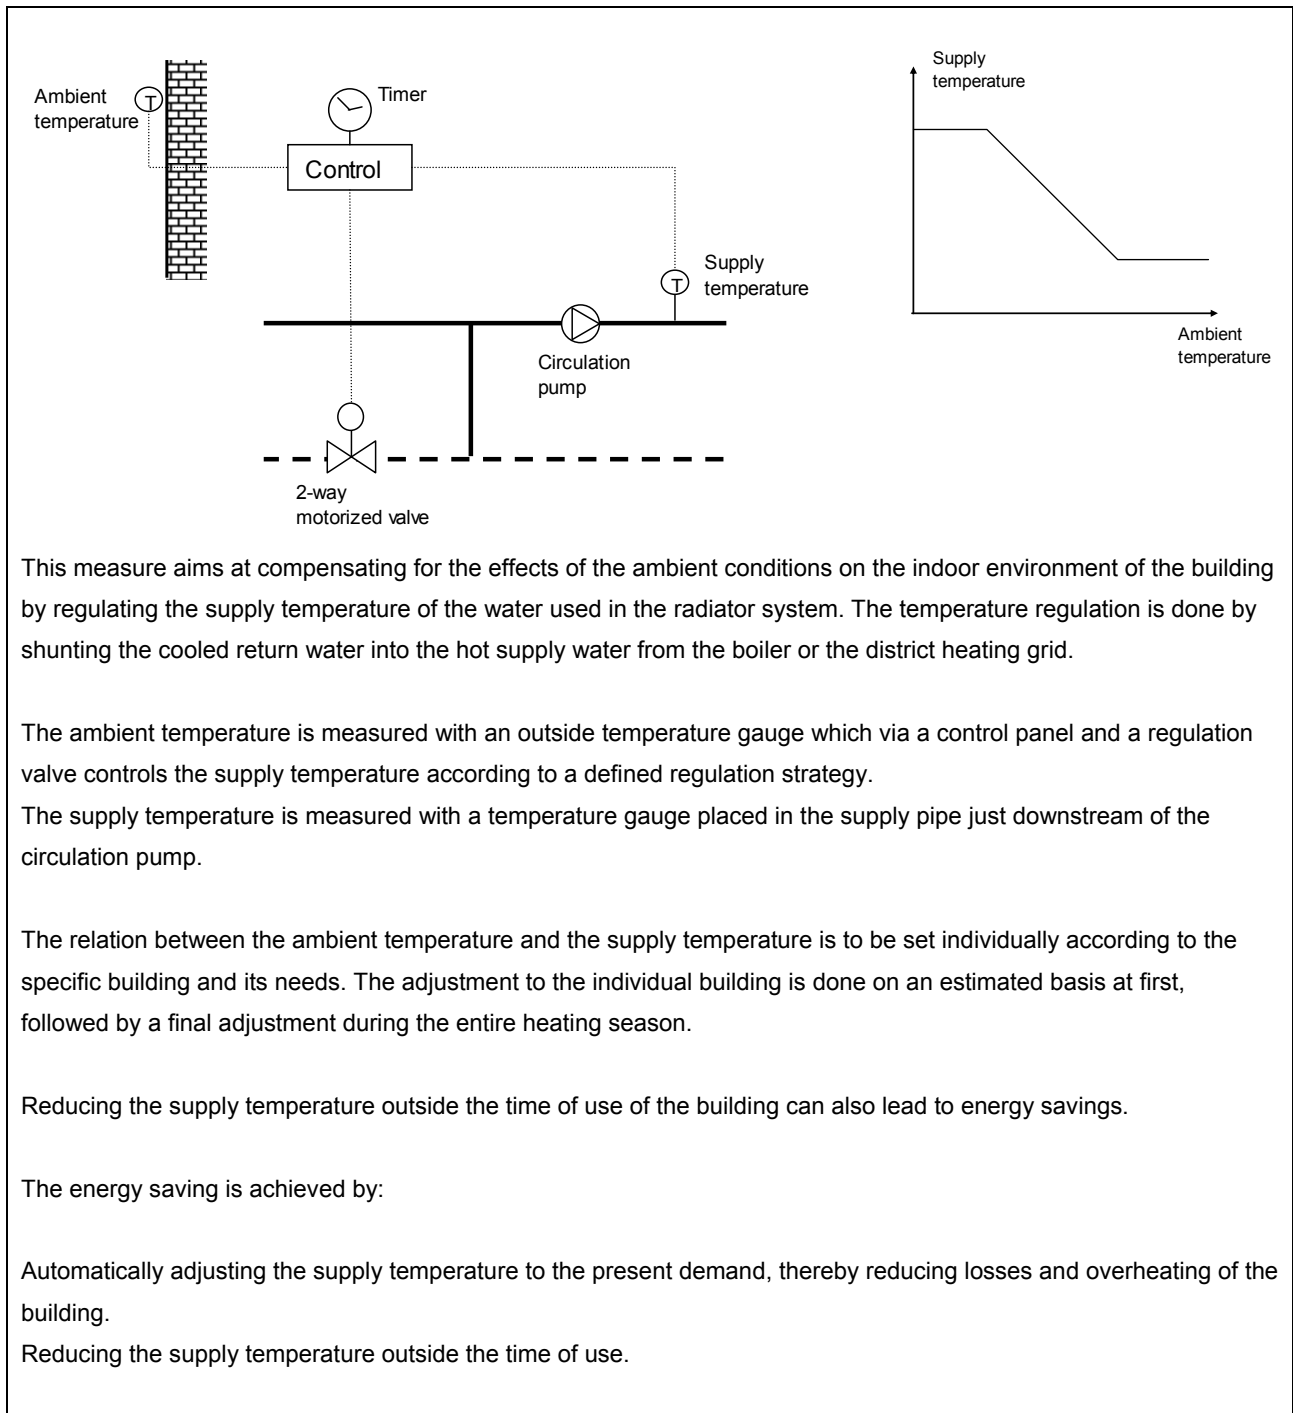 Ambient
temperature
T
Timer
Control
Supply
temperature
T
Circulation
pump
2-way
motorized valve
Supply
temperature
Ambient
temperature
This measure aims at compensating for the effects of the ambient conditions on the indoor environment of the building
by regulating the supply temperature of the water used in the radiator system. The temperature regulation is done by
shunting the cooled return water into the hot supply water from the boiler or the district heating grid.
The ambient temperature is measured with an outside temperature gauge which via a control panel and a regulation
valve controls the supply temperature according to a defined regulation strategy.
The supply temperature is measured with a temperature gauge placed in the supply pipe just downstream of the
circulation pump.
The relation between the ambient temperature and the supply temperature is to be set individually according to the
specific building and its needs. The adjustment to the individual building is done on an estimated basis at first,
followed by a final adjustment during the entire heating season.
Reducing the supply temperature outside the time of use of the building can also lead to energy savings.
The energy saving is achieved by:
Automatically adjusting the supply temperature to the present demand, thereby reducing losses and overheating of the
building.
Reducing the supply temperature outside the time of use.